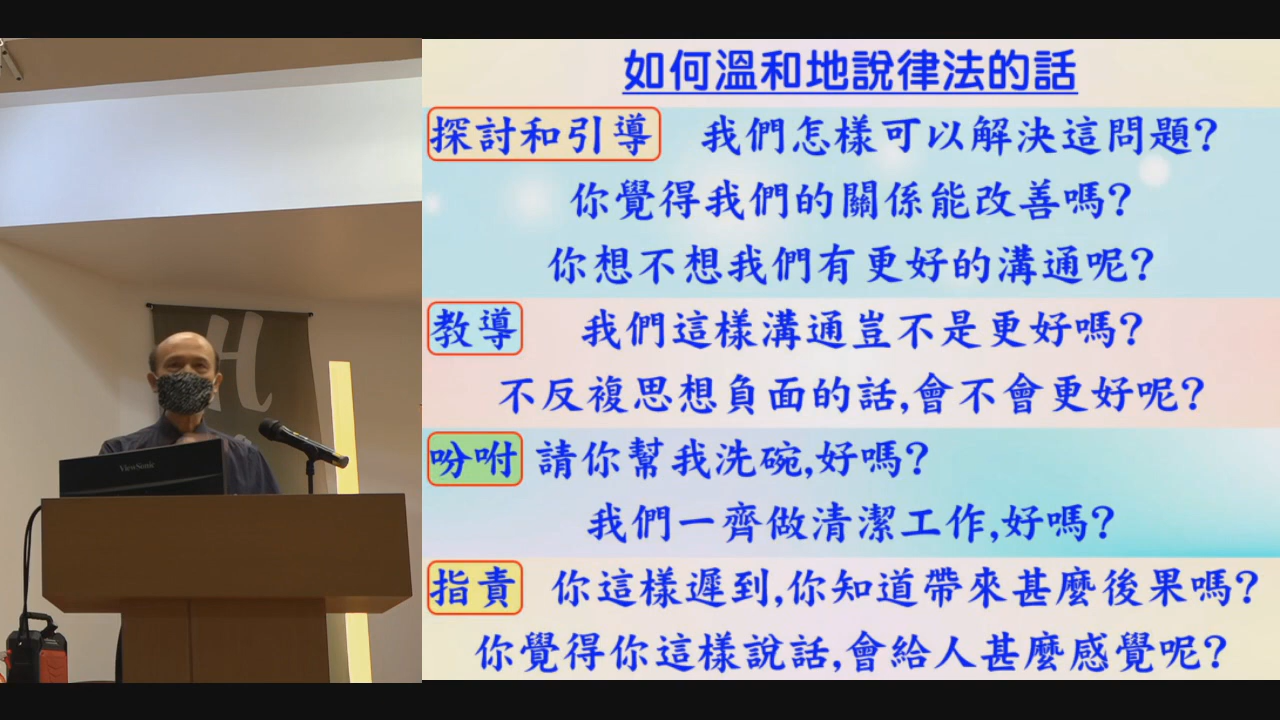 如何溫和地說律法的話
探討和引導 我們怎樣可以解決這問題?
你覺得我們的關係能改善嗎?
你想不想我們有更好的溝通呢?
教導 我們這樣溝通豈不是更好嗎?
不反複思想負面的話,會不會更好呢?
吩咐 請你幫我洗碗,好嗎?
我們一齊做清潔工作,好嗎?
指責 你這樣遲到,你知道帶來甚麼後果嗎?
你覺得你這樣說話,會給人甚麼感覺呢?
H
ViewSonic